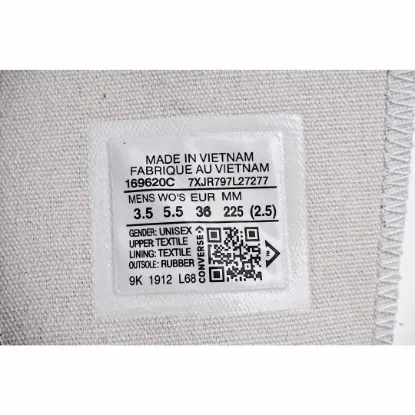 MADE IN VIETNAM
FABRIQUE AU VIETNAM
169620C 7XJR797L27277
MENS WO'S EUR MM
3.5 5.5 36 225 (2.5)
GENDER: UNISEX
UPPER: TEXTILE
LINING: TEXTILE
OUTSOLE: RUBBER
CONVERSE
9K 1912 L68